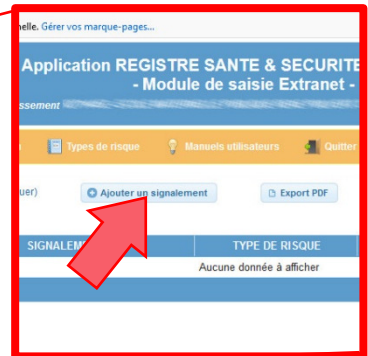 nelle. Gérer vos marque-pages...
Application REGISTRE SANTE & SECURITE
- Module de saisie Extranet -
ssement
Types de risque Manuels utilisateurs Quitter
uer) Ajouter un signalement Export PDF
SIGNALEM TYPE DE RISQUE
Aucune donnée à afficher